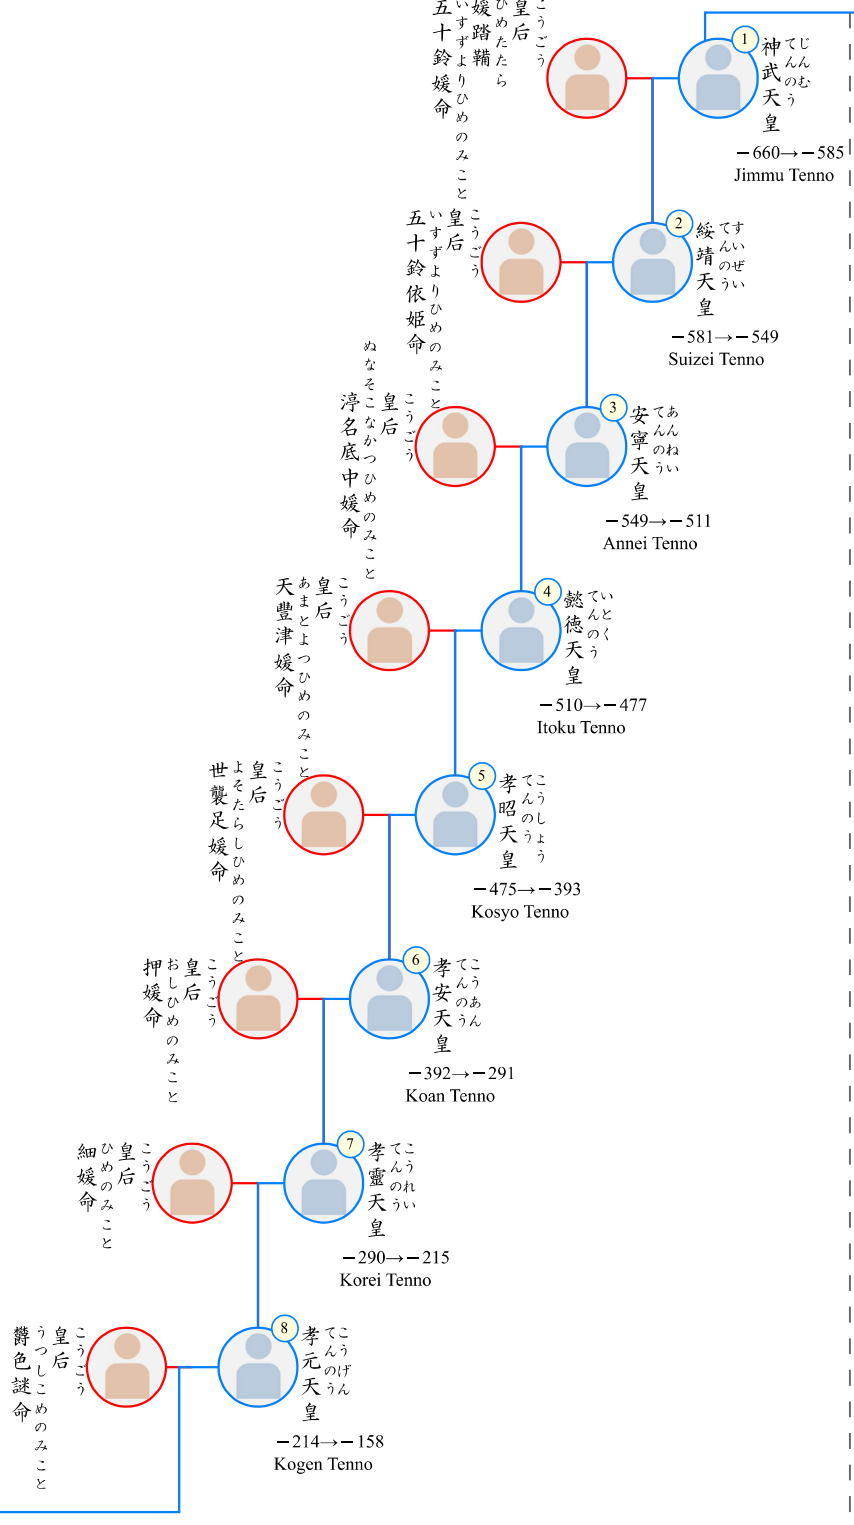 1
神武天皇
じんむ
てんのう
−660→−585
Jimmu Tenno
こうごう
皇后
ひめたたら
媛踏鞴
いすずよりひめのみこと
五十鈴媛命
2
綏靖天皇
すいぜい
てんのう
−581→−549
Suizei Tenno
こうごう
皇后
いすずよりひめのみこと
五十鈴依姫命
3
安寧天皇
あんねい
てんのう
−549→−511
Annei Tenno
こうごう
皇后
ぬなそこなかつひめのみこと
渟名底中媛命
4
懿徳天皇
いとく
てんのう
−510→−477
Itoku Tenno
こうごう
皇后
あまとよつひめのみこと
天豐津媛命
5
孝昭天皇
こうしょう
てんのう
−475→−393
Kosyo Tenno
こうごう
皇后
よそたらしひめのみこと
世襲足媛命
6
孝安天皇
こうあん
てんのう
−392→−291
Koan Tenno
こうごう
皇后
おしひめのみこと
押媛命
7
孝靈天皇
こうれい
てんのう
−290→−215
Korei Tenno
こうごう
皇后
ひめのみこと
細媛命
8
孝元天皇
こうげん
てんのう
−214→−158
Kogen Tenno
こうごう
皇后
うつしこめのみこと
欝色謎命